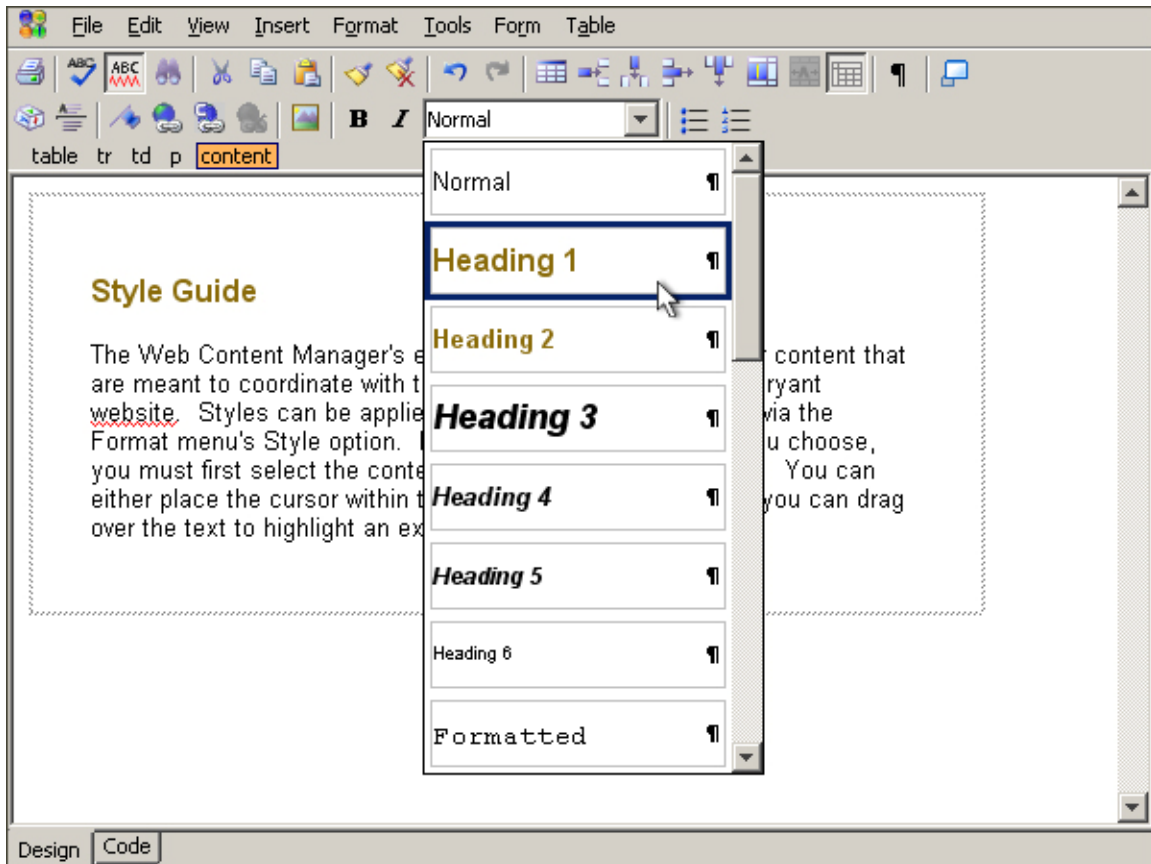 File Edit View Insert Format Tools Form Table
ABC ABC
B I Normal
table tr td p content
Normal ¶
Heading 1 ¶
Heading 2 ¶
Heading 3 ¶
Heading 4 ¶
Heading 5 ¶
Heading 6 ¶
Formatted ¶
Style Guide
The Web Content Manager's content that
are meant to coordinate with ryant
website. Styles can be via the
Format menu's Style option. choose,
you must first select the You can
either place the cursor within you can drag
over the text to highlight an
Design Code